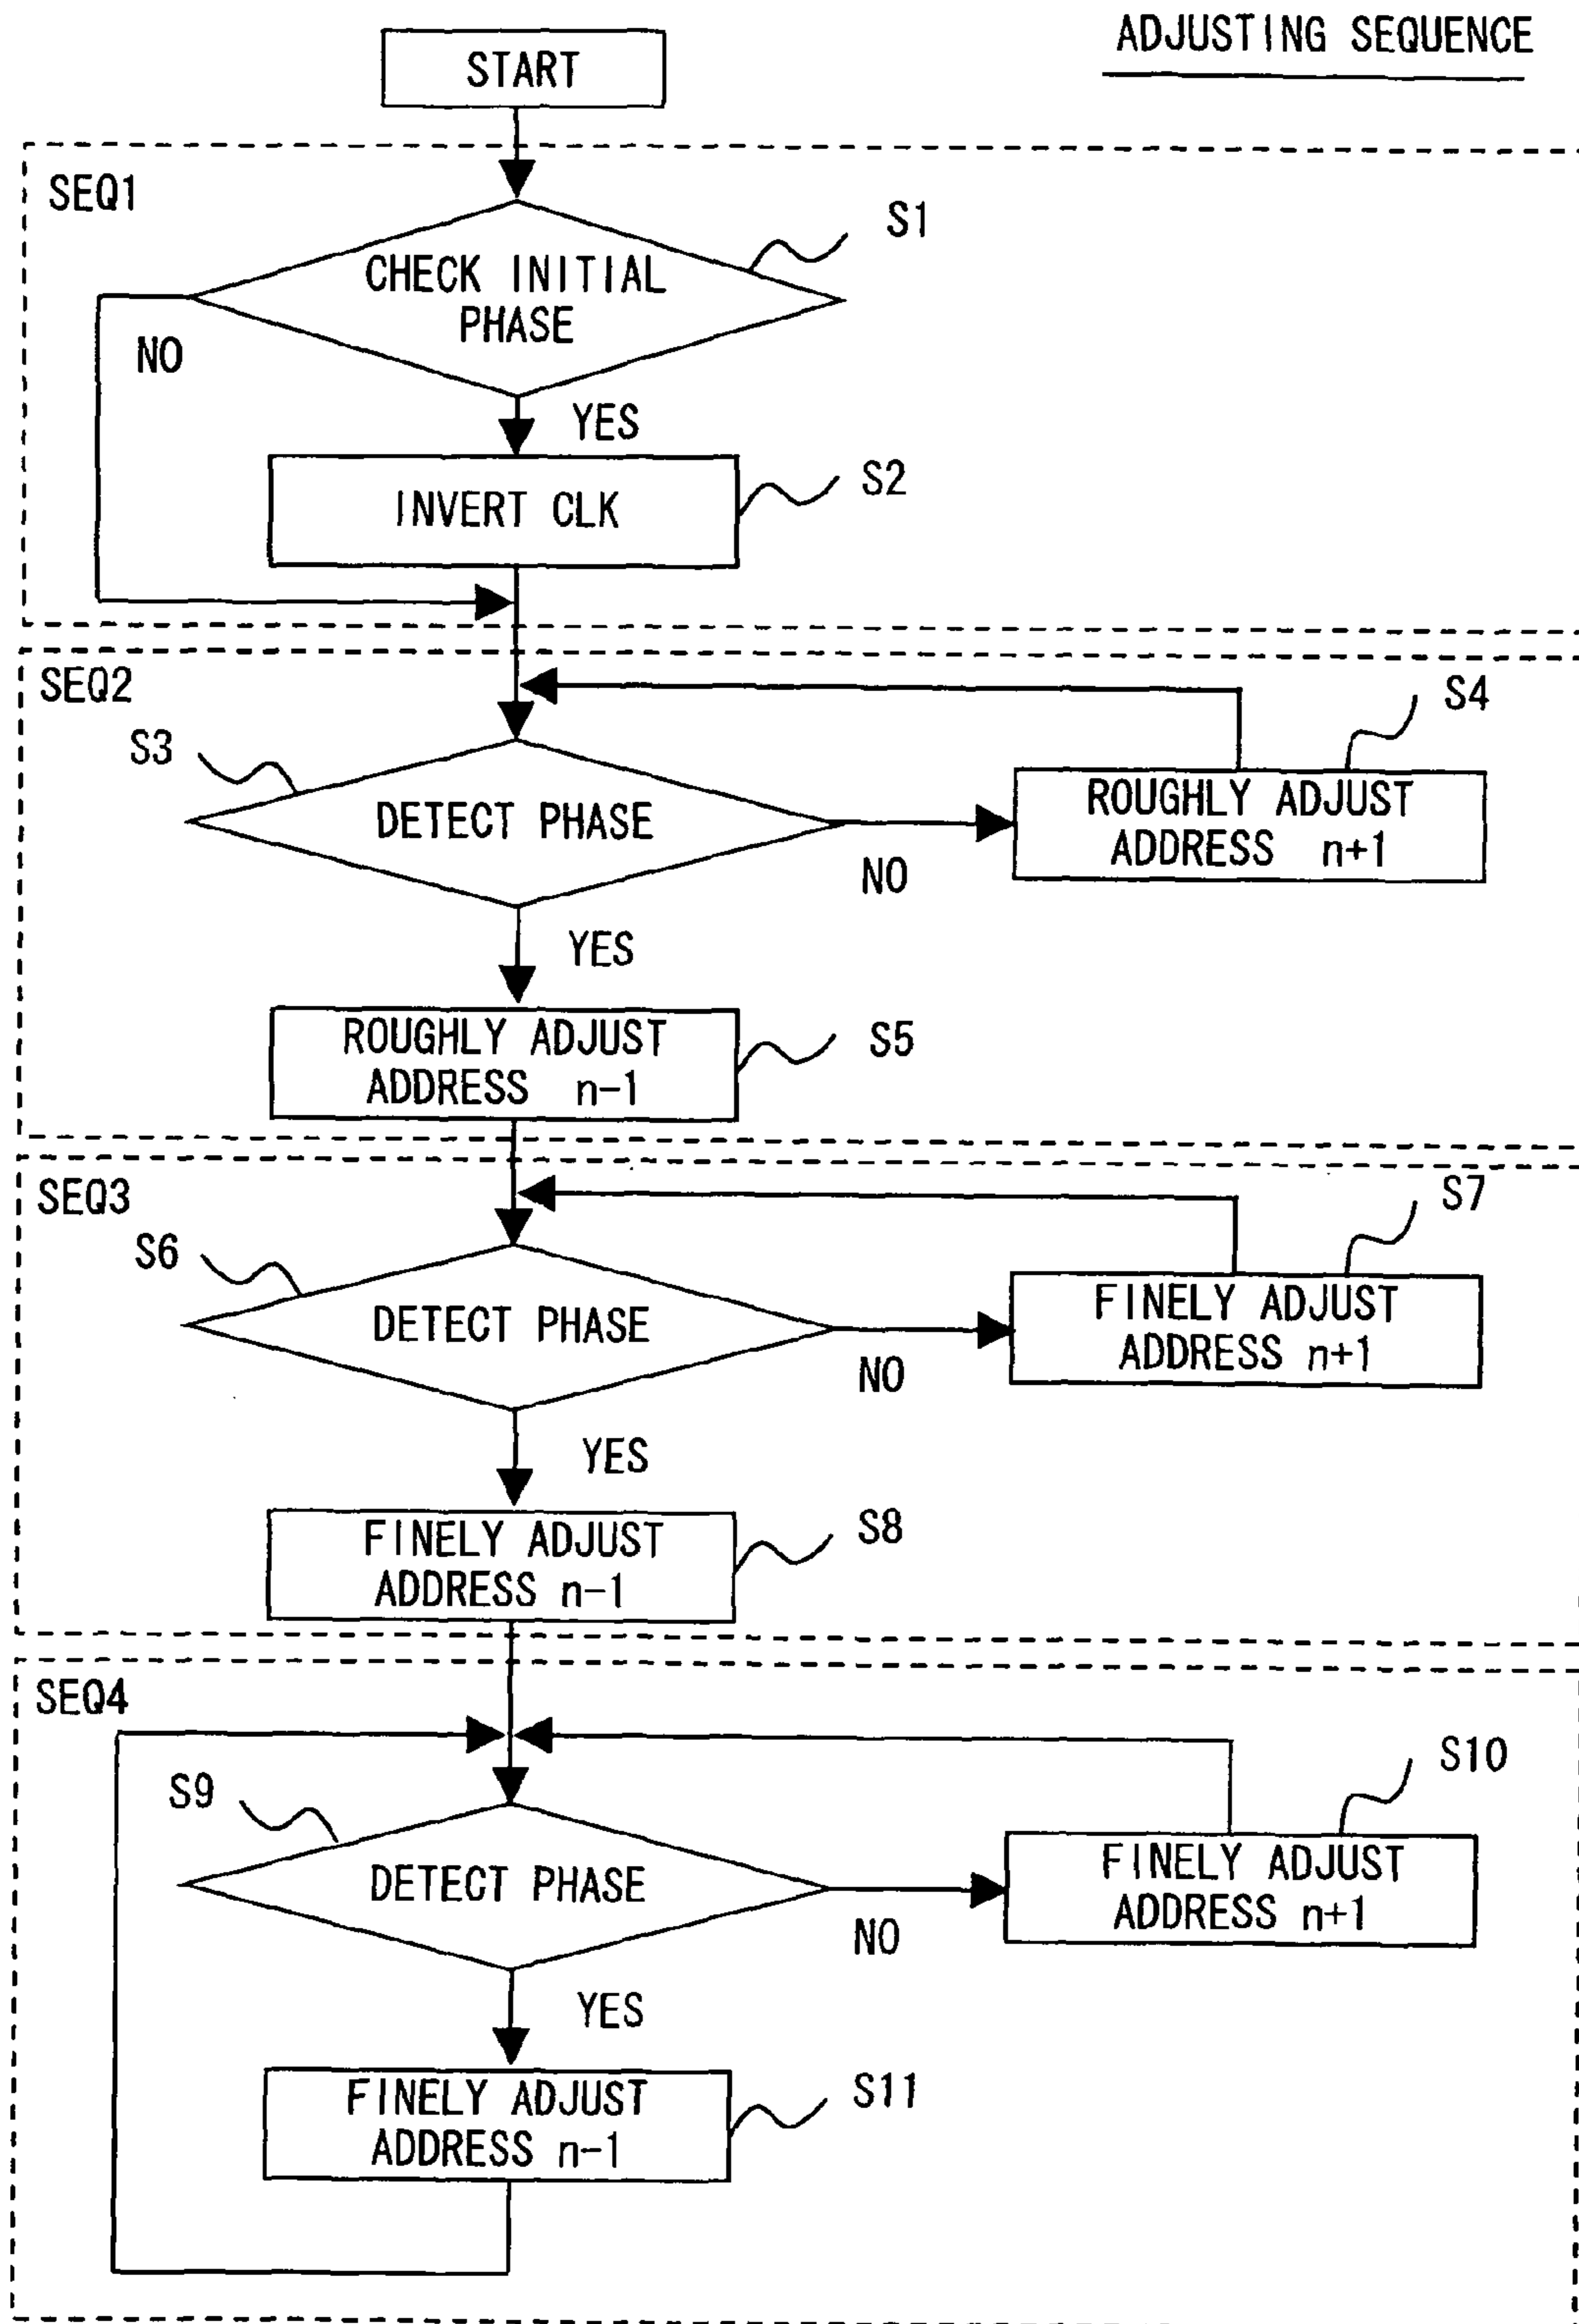 ADJUSTING SEQUENCE
START
SEQ1
S1
CHECK INITIAL
PHASE
NO
YES
S2
INVERT CLK
SEQ2
S4
S3
ROUGHLY ADJUST
ADDRESS n+1
DETECT PHASE
NO
YES
ROUGHLY ADJUST
ADDRESS n-1
S5
SEQ3
S7
S6
FINELY ADJUST
ADDRESS n+1
DETECT PHASE
NO
YES
S8
FINELY ADJUST
ADDRESS n-1
SEQ4
S10
S9
FINELY ADJUST
ADDRESS n+1
DETECT PHASE
NO
YES
S11
FINELY ADJUST
ADDRESS n-1